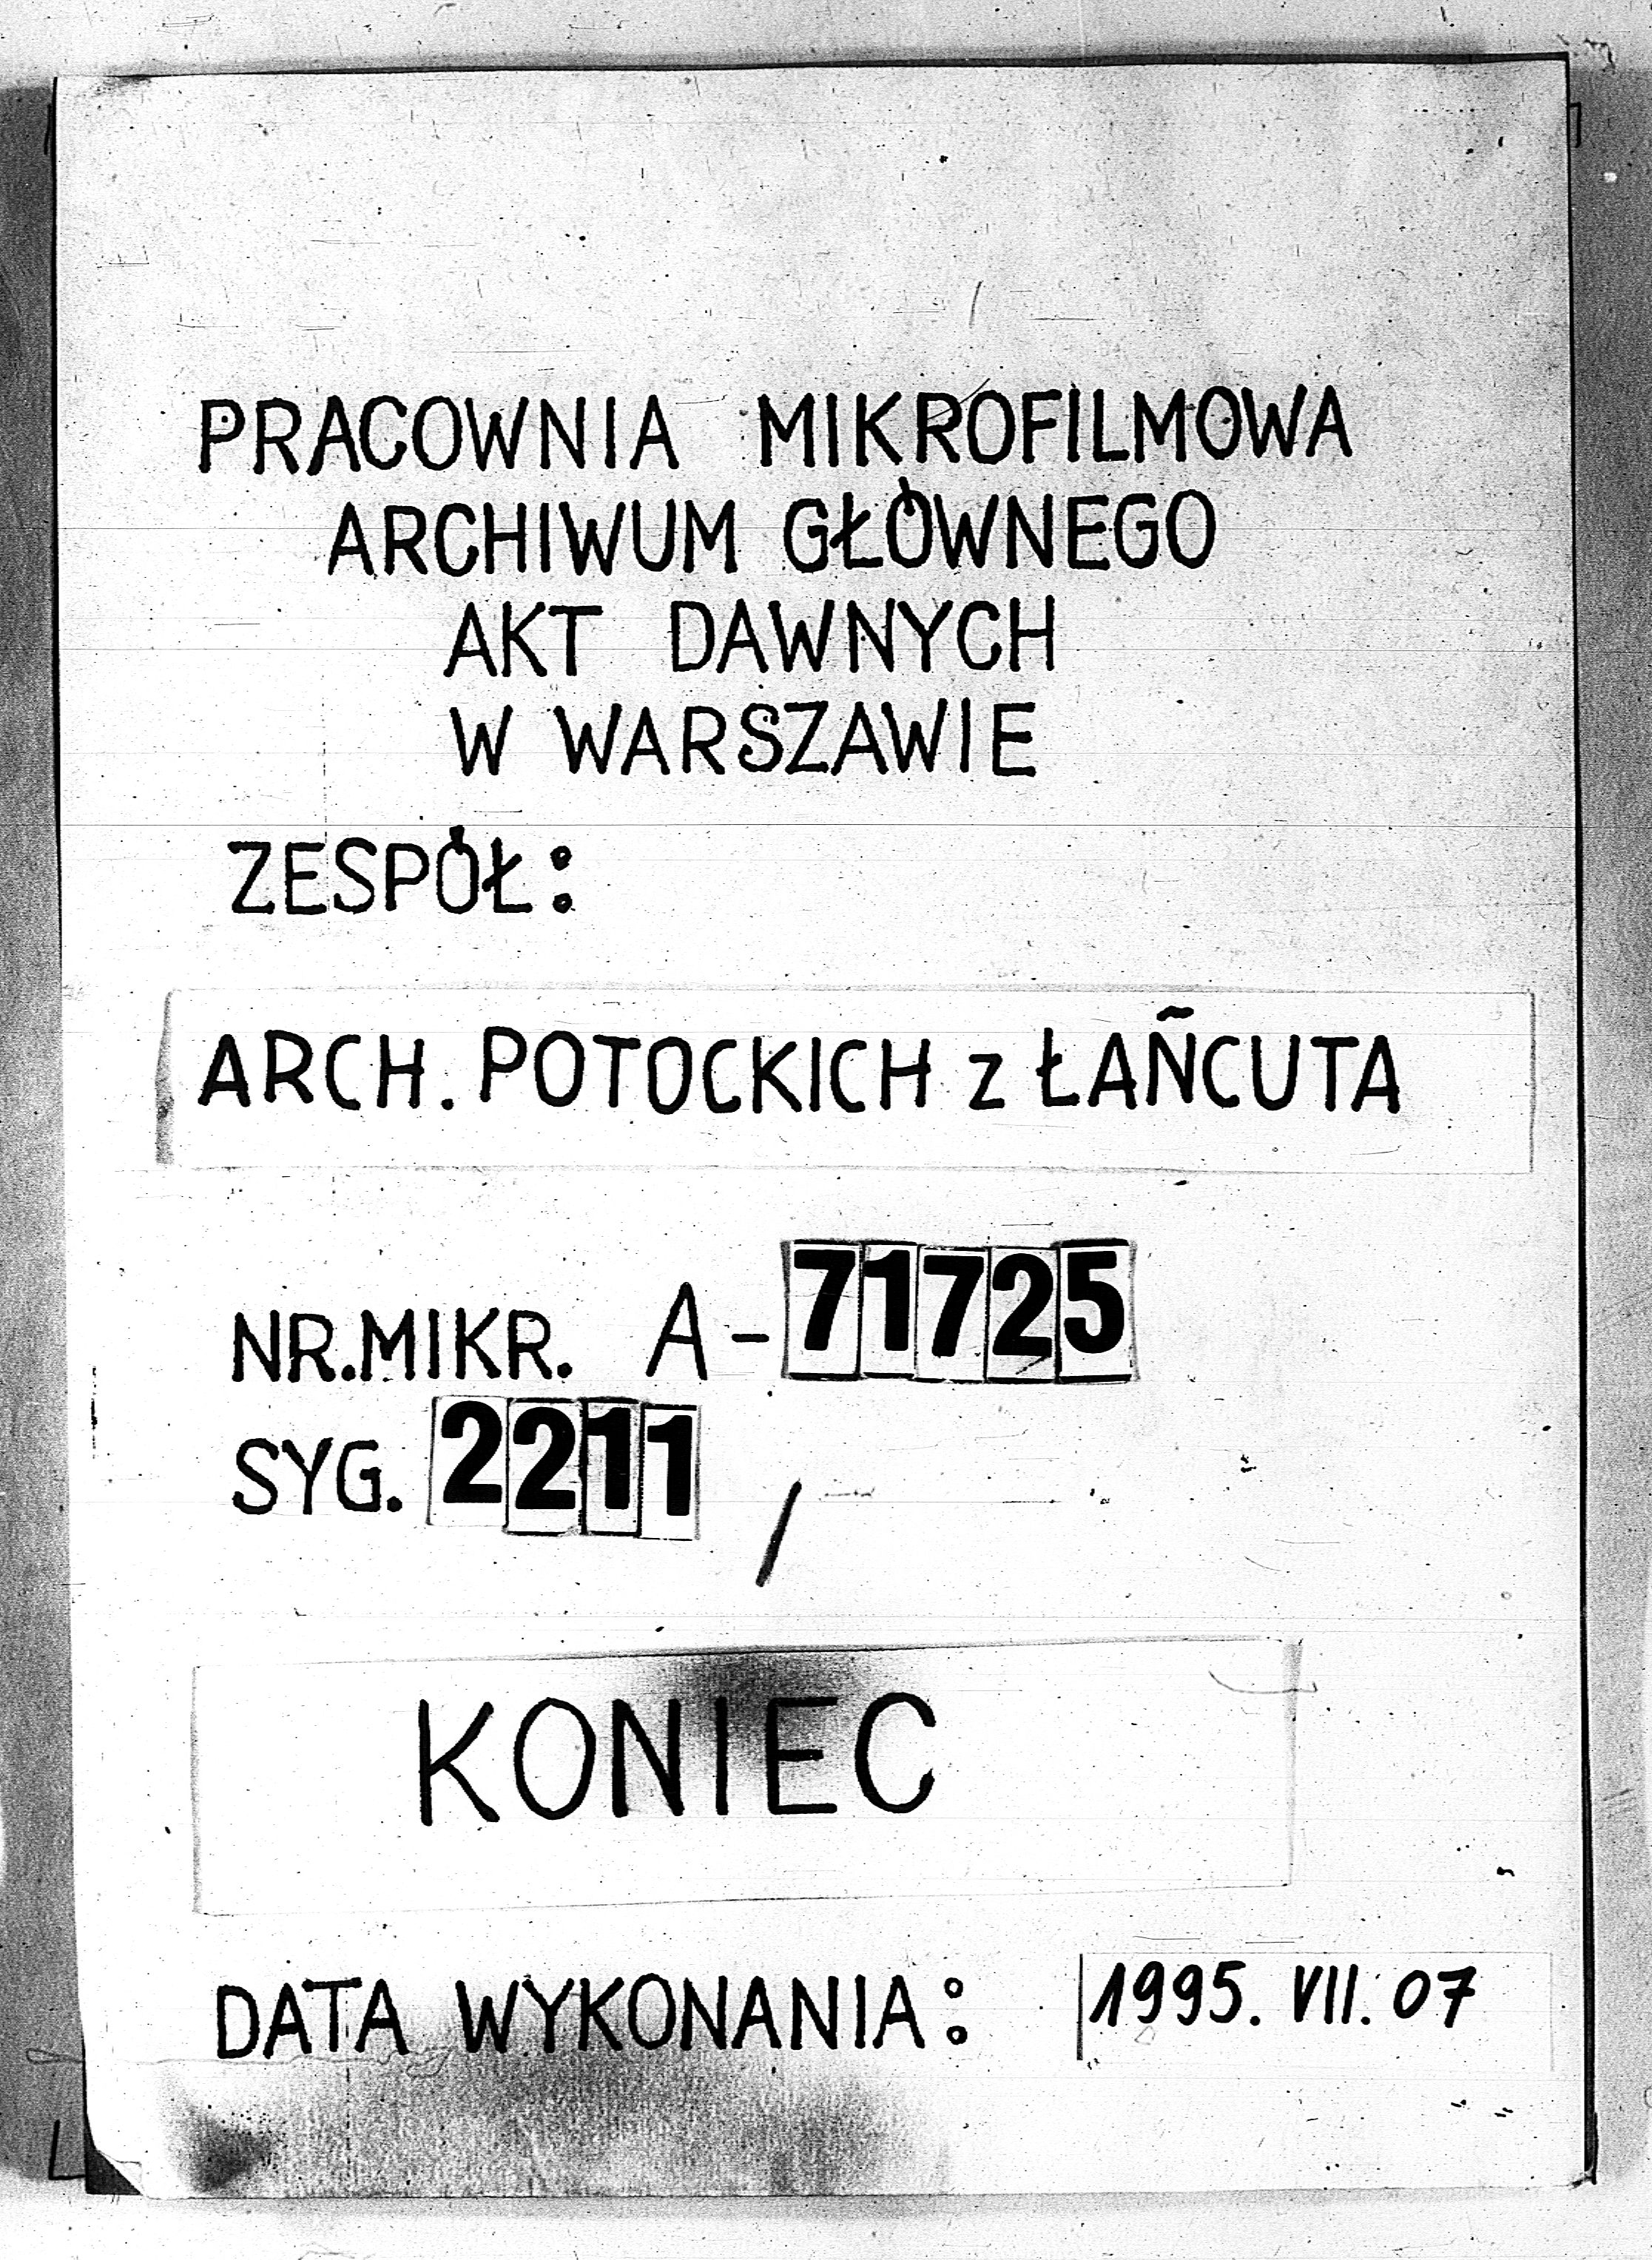 PRACOWNIA MIKROFILMOWA
ARCHIWUM GŁÓWNEGO
AKT DAWNYCH
W WARSZAWIE
ZESPÓŁ:
ARCH. POTOCKICH z ŁAŃCUTA
NR.MIKR. A-71725
SYG. 2211 /
KONIEC
DATA WYKONANIA: 1995. VII. 07